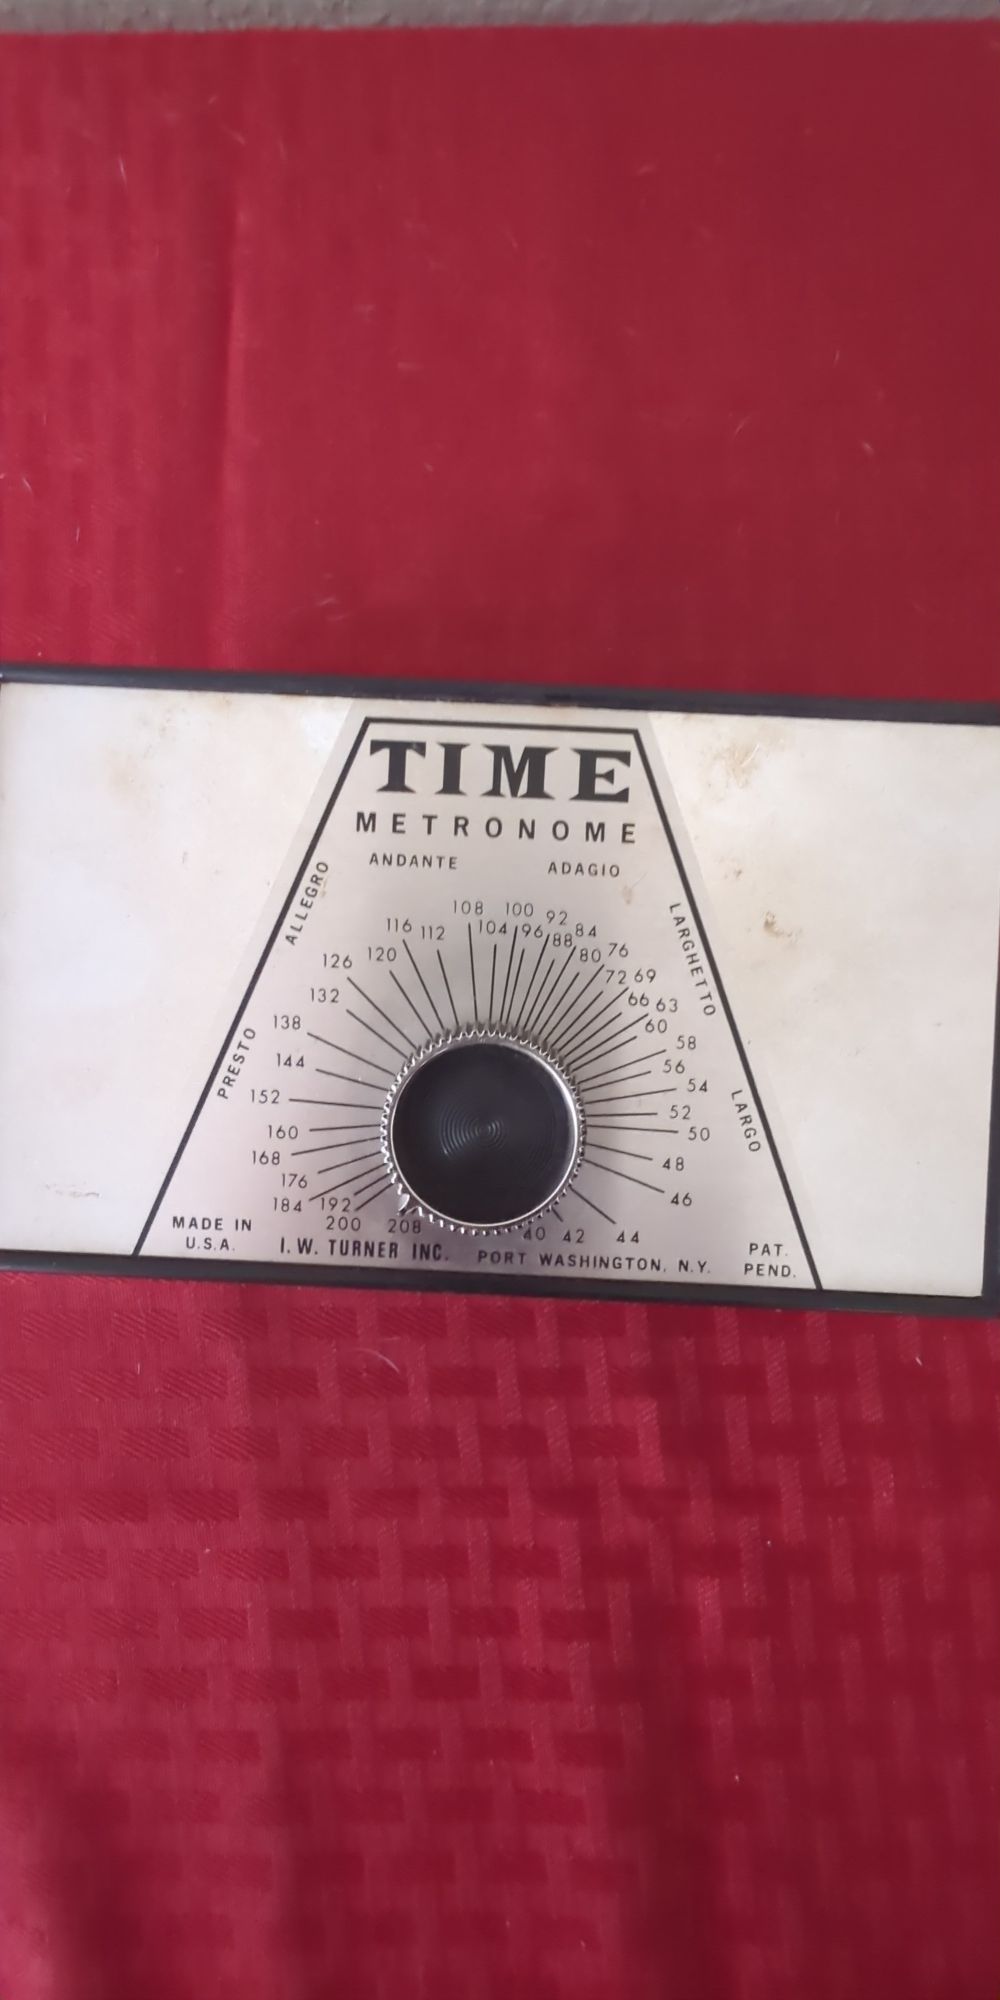 TIME
METRONOME
ANDANTE ADAGIO
ALLEGRO
LARGHETTO
PRESTO
LARGO
108 100 92
116 112 104 96 88 84
126 120 80 76
132 72 69
138 66 63
144 60
152 58
160 56
168 54
176 52
184 192 50
200 208 48
46
40 42 44
MADE IN
U.S.A.
I.W. TURNER INC. PORT WASHINGTON, N.Y.
PAT.
PEND.